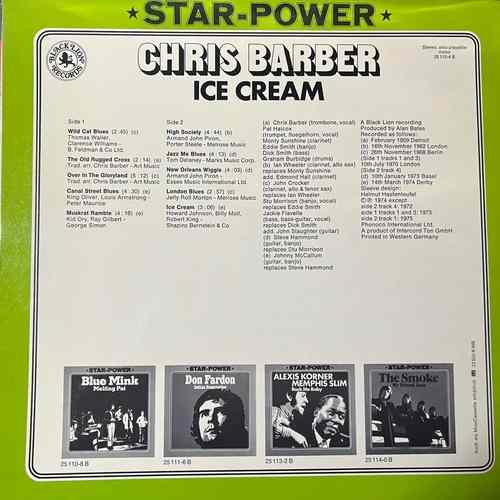 ★STAR-POWER★
BLACK LION RECORDS
CHRIS BARBER
ICE CREAM
Stereo, also playable mono
25 115-4 B
Side 1
Wild Cat Blues (2:45) (c)
Thomas Waller,
Clarence Williams -
B. Feldman & Co Ltd.
The Old Rugged Cross (2:14) (a)
Trad. arr. Chris Barber - Art Music
Over In The Gloryland (5:12) (c)
Trad. arr. Chris Barber - Art Music
Canal Street Blues (4:30) (e)
King Oliver, Louis Armstrong -
Peter Maurice
Muskrat Ramble (4:18) (e)
Kid Ory, Ray Gilbert -
George Simon
Side 2
High Society (4:44) (b)
Armand John Piron,
Porter Steele - Melrose Music
Jazz Me Blues (4:13) (d)
Tom Delaney - Marks Music Corp.
New Orleans Wiggle (4:03) (d)
Armand John Piron -
Essex Music International Ltd.
London Blues (2:57) (c)
Jelly Roll Morton - Melrose Music
Ice Cream (3:00) (e)
Howard Johnson, Billy Moll,
Robert King -
Shapiro Bernstein & Co
(a) Chris Barber (trombone, vocal)
Pat Halcox
(trumpet, fluegelhorn, vocal)
Monty Sunshine (clarinet)
Eddie Smith (banjo)
Dick Smith (bass)
Graham Burbidge (drums)
(b) Ian Wheeler (clarinet, alto sax)
replaces Monty Sunshine
add. Edmond Hall (clarinet)
(c) John Crocker
(clarinet, alto & tenor sax)
replaces Ian Wheeler
Stu Morrison (banjo, vocal)
replaces Eddie Smith
Jackie Flavelle
(bass, bass-guitar, vocal)
replaces Dick Smith
add. John Slaughter (guitar)
(d) Steve Hammond
(guitar, banjo)
replaces Stu Morrison
(e) Johnny McCallum
(guitar, banjo)
replaces Steve Hammond
A Black Lion recording
Produced by Alan Bates
Recorded as follows:
(a) February 1959 Detroit
(b) 16th November 1962 London
(c) 26th November 1968 Berlin
(Side 1 tracks 1 and 3)
10th July 1970 London
(Side 2 track 4)
(d) 10th January 1973 Basel
(e) 14th March 1974 Derby
Sleeve design:
Helmut Hastenteufel
1974 except
side 2 track 4: 1972
side 1 tracks 1 and 3: 1973
side 1 track 5: 1975
Phonoco International Ltd.
A product of Intercord Ton GmbH
Printed in Western Germany
★STAR-POWER★
Blue Mink
Melting Pot
25 110-8 B
★STAR-POWER★
Don Fardon
Indian Reservation
25 111-6 B
★STAR-POWER★
ALEXIS KORNER
MEMPHIS SLIM
Rock Me Baby
25 113-2 B
★STAR-POWER★
The Smoke
My Friend Jack
25 114-0 B